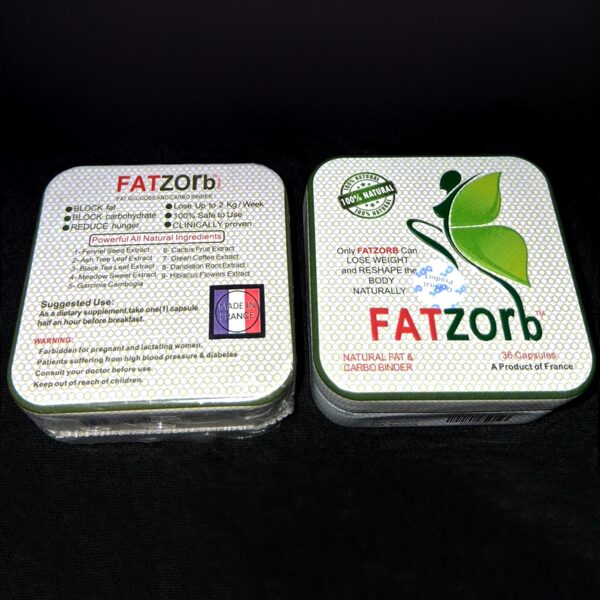 FATZOrb
FAT GLUCOSE AND CARBO BINDER
●BLOCK fat
●BLOCK carbohydrate
●REDUCE hunger
●Lose Up to 2 Kg/Week
●100% Safe to Use
●CLINICALLY proven
Powerful All Natural Ingredients
1- Fennel Seed Extract
2- Ash Tree Leaf Extract
3- Black Tea Leaf Extract
4- Meadow Sweet Extract
5- Garcinia Cambogia
6- Cactus Fruit Extract
7- Green Coffee Extract
8- Dandelion Root Extract
9- Hibiscus Flowers Extract
Suggested Use:
As a dietary supplement,take one(1) capsule
half an hour before breakfast.
MADE IN
FRANCE
WARNING:
Forbidden for pregnant and lactating women,
Patients suffering from high blood pressure & diabetes
Consult your doctor before use.
Keep out of reach of children.
100% NATURAL
100% NATURAL
100% NATURAL
Only FATZORB Can
LOSE WEIGHT
and RESHAPE the
BODY
NATURALLY
FATZOrb™
NATURAL FAT &
CARBO BINDER
36 Capsules
A Product of France